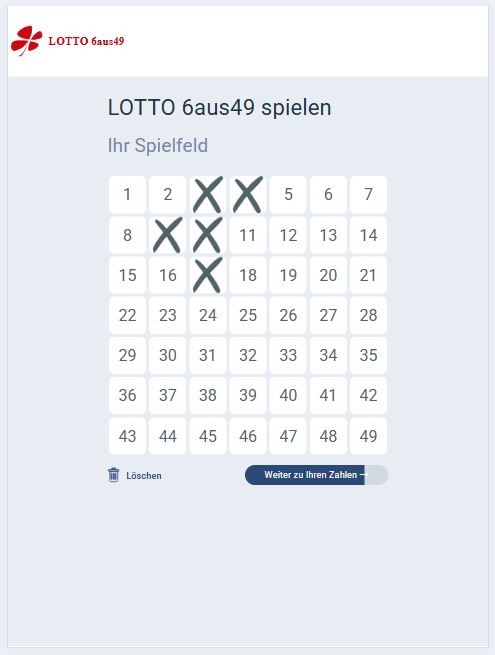 LOTTO 6aus49
LOTTO 6aus49 spielen
Ihr Spielfeld
1 2 5 6 7
8 11 12 13 14
15 16 18 19 20 21
22 23 24 25 26 27 28
29 30 31 32 33 34 35
36 37 38 39 40 41 42
43 44 45 46 47 48 49
Löschen Weiter zu Ihren Zahlen →